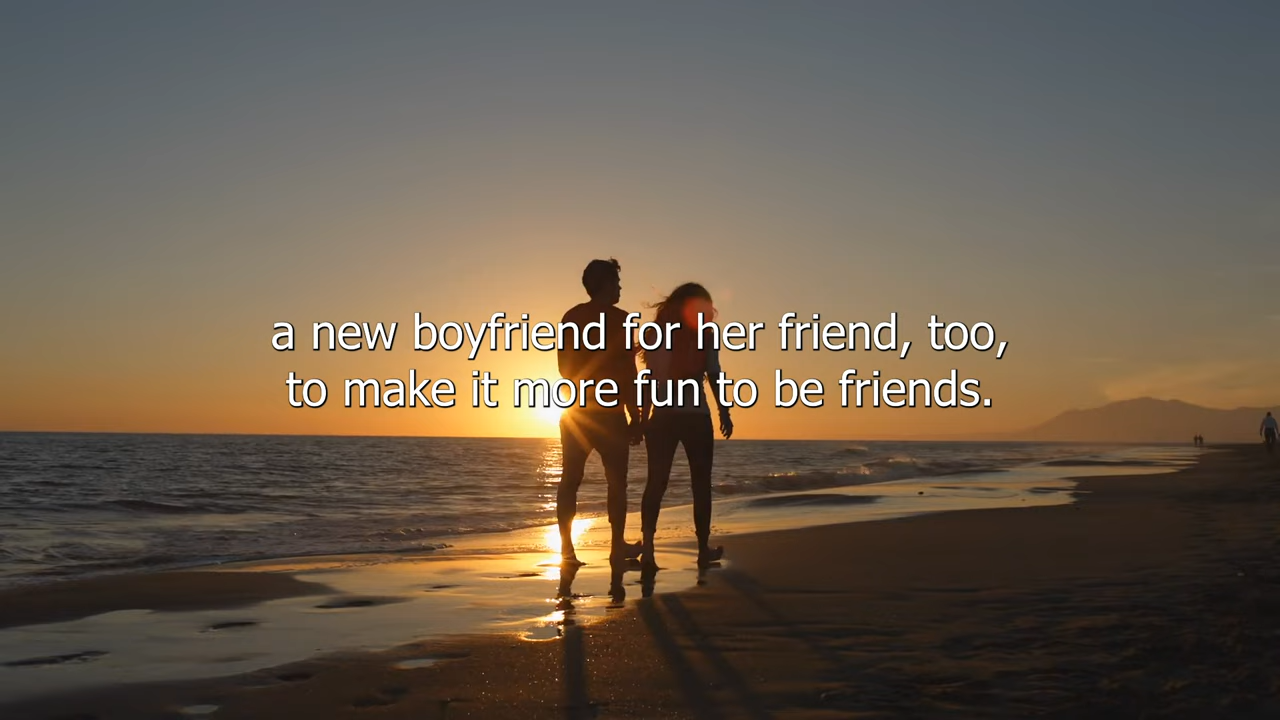 a new boyfriend for her friend, too,
to make it more fun to be friends.